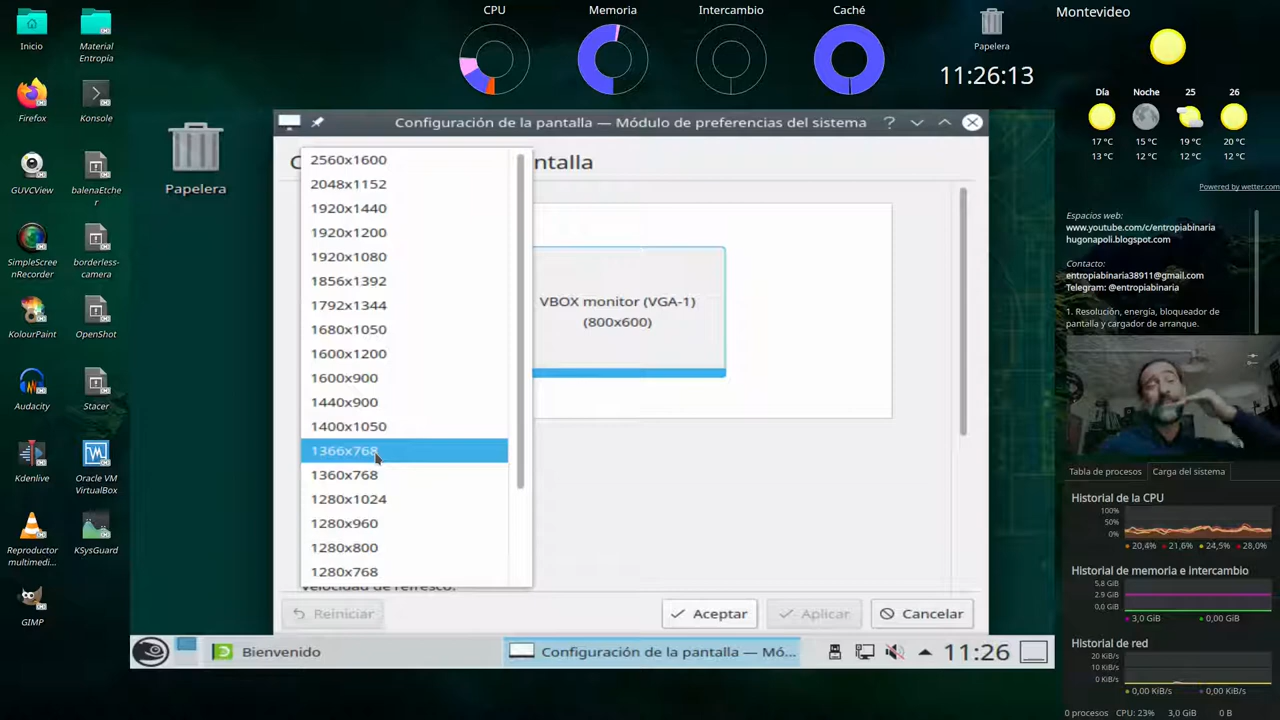 CPU
Memoria
Intercambio
Caché
Papelera
11:26:13
Montevideo
Día
Noche
25
26
17 °C
15 °C
19 °C
20 °C
13 °C
12 °C
12 °C
12 °C
Powered by wetter.com
Espacios web:
www.youtube.com/c/entropiabinaria
hugonapoli.blogspot.com
Contacto:
entropiabinaria38911@gmail.com
Telegram: @entropiabinaria
1. Resolución, energía, bloqueador de
pantalla y cargador de arranque.
Tabla de procesos
Carga del sistema
Historial de la CPU
100%
50%
0%
20,4%
21,6%
24,5%
28,0%
Historial de memoria e intercambio
5.8 GiB
2.9 GiB
0,0 GiB
3,0 GiB
0,00 GiB
Historial de red
20 KiB/s
10 KiB/s
0 KiB/s
0,00 KiB/s
0,00 KiB/s
0 procesos
CPU: 23%
3,0 GiB
0 B
Inicio
Material
Entropía
Firefox
Konsole
GUVCView
balenaEtche
r
SimpleScree
nRecorder
borderless-
camera
KolourPaint
OpenShot
Audacity
Stacer
Kdenlive
Oracle VM
VirtualBox
Reproductor
multimedi...
KSysGuard
GIMP
Papelera
Configuración de la pantalla — Módulo de preferencias del sistema
C
ntalla
2560x1600
2048x1152
1920x1440
1920x1200
1920x1080
1856x1392
1792x1344
1680x1050
1600x1200
1600x900
1440x900
1400x1050
1366x768
1360x768
1280x1024
1280x960
1280x800
1280x768
VBOX monitor (VGA-1)
(800x600)
Velocidad de refresco:
Reiniciar
Aceptar
Aplicar
Cancelar
Bienvenido
Configuración de la pantalla — Mó...
11:26